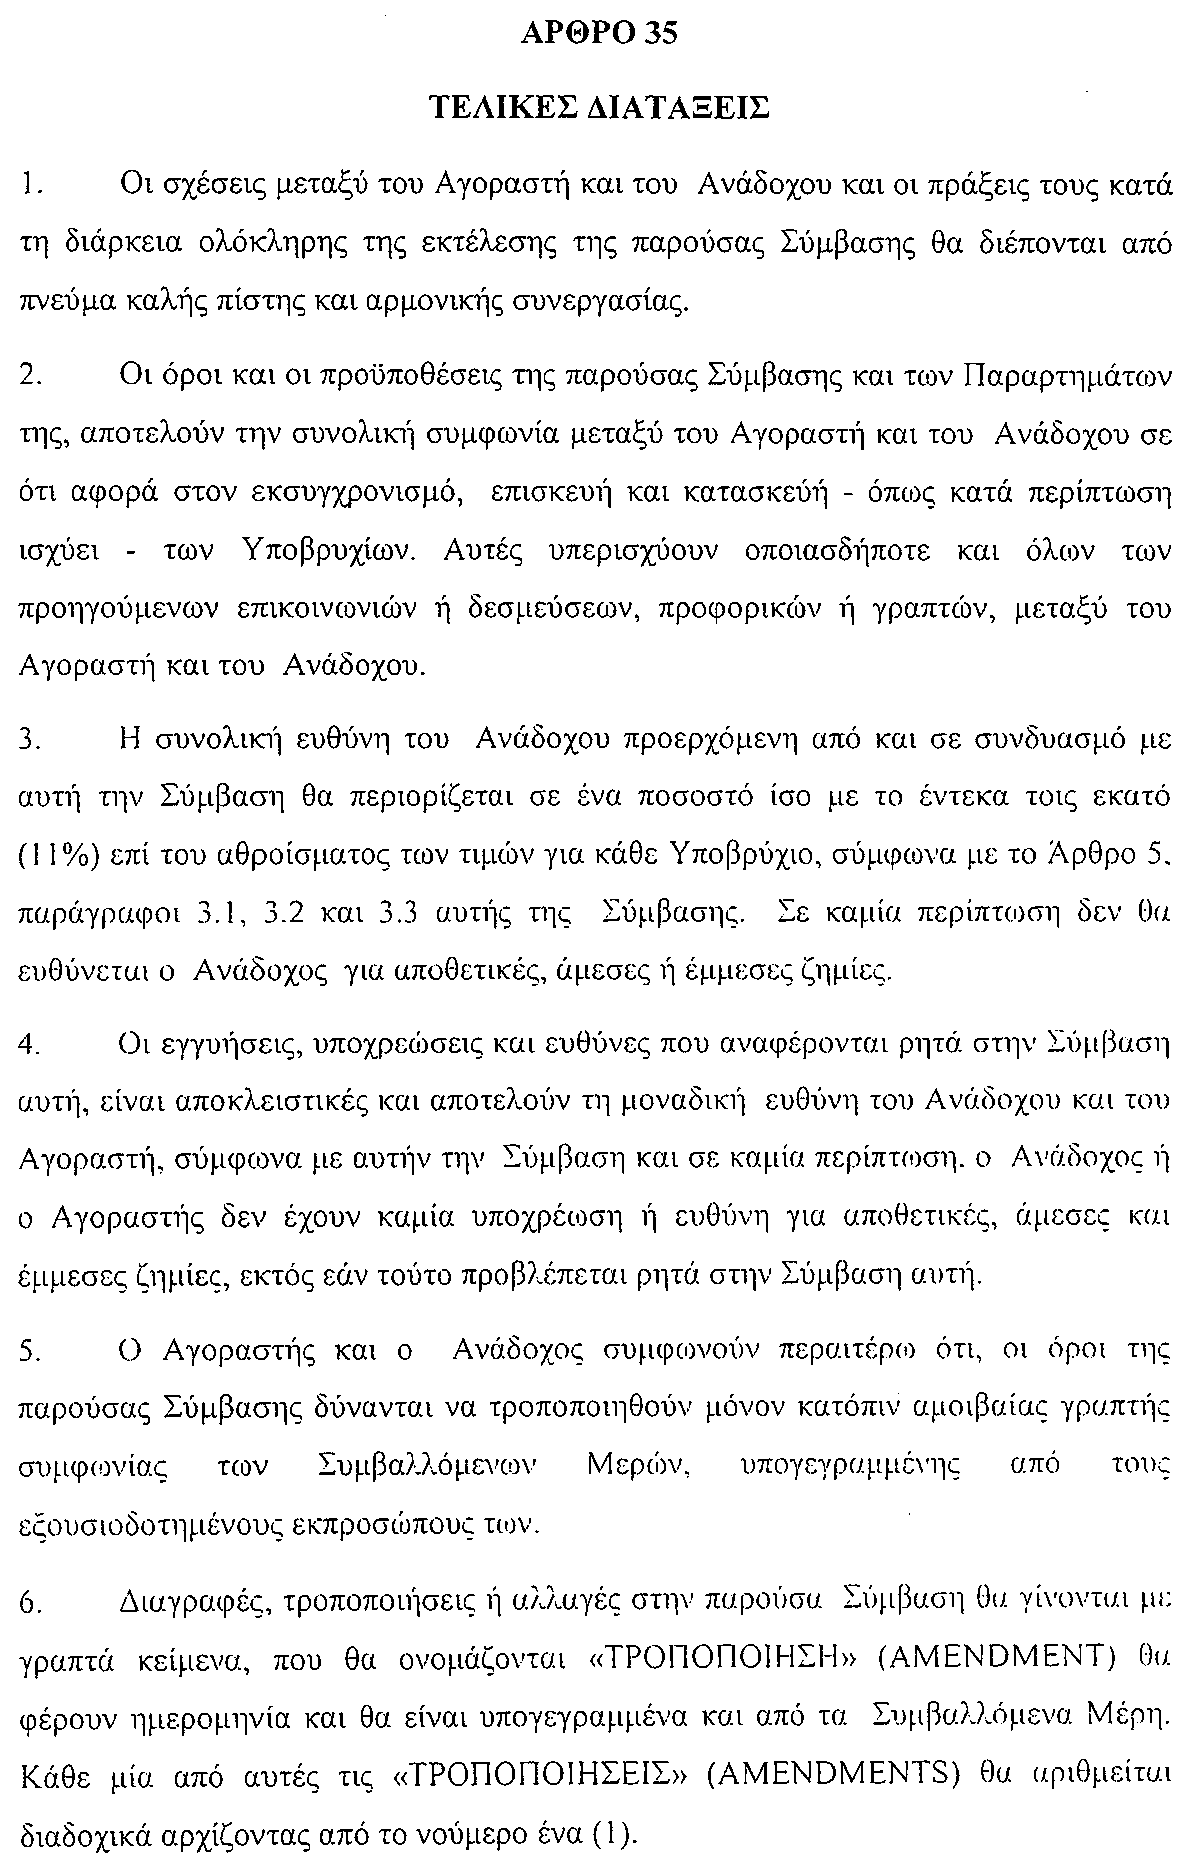 ΑΡΘΡΟ 35
ΤΕΛΙΚΕΣ ΔΙΑΤΑΞΕΙΣ
1. Οι σχέσεις μεταξύ του Αγοραστή και του Ανάδοχου και οι πράξεις τους κατά
τη διάρκεια ολόκληρης της εκτέλεσης της παρούσας Σύμβασης θα διέπονται από
πνεύμα καλής πίστης και αρμονικής συνεργασίας.
2. Οι όροι και οι προϋποθέσεις της παρούσας Σύμβασης και των Παραρτημάτων
της, αποτελούν την συνολική συμφωνία μεταξύ του Αγοραστή και του Ανάδοχου σε
ότι αφορά στον εκσυγχρονισμό, επισκευή και κατασκεύή - όπως κατά περίπτωση
ισχύει - των Υποβρυχίων. Αυτές υπερισχύουν οποιασδήποτε και όλων των
προηγούμενων επικοινωνιών ή δεσμεύσεων, προφορικών ή γραπτών, μεταξύ του
Αγοραστή και του Ανάδοχου.
3. Η συνολική ευθύνη του Ανάδοχου προερχόμενη από και σε συνδυασμό με
αυτή την Σύμβαση θα περιορίζεται σε ένα ποσοστό ίσο με το έντεκα τοις εκατό
(11%) επί του αθροίσματος των τιμών για κάθε Υποβρύχιο, σύμφωνα με το Άρθρο 5,
παράγραφοι 3.1, 3.2 και 3.3 αυτής της Σύμβασης. Σε καμία περίπτωση δεν θα
ευθύνεται ο Ανάδοχος για αποθετικές, άμεσες ή έμμεσες ζημίες.
4. Οι εγγυήσεις, υποχρεώσεις και ευθύνες που αναφέρονται ρητά στην Σύμβαση
αυτή, είναι αποκλειστικές και αποτελούν τη μοναδική ευθύνη του Ανάδοχου και του
Αγοραστή, σύμφωνα με αυτήν την Σύμβαση και σε καμία περίπτωση. ο Ανάδοχος ή
ο Αγοραστής δεν έχουν καμία υποχρέωση ή ευθύνη για αποθετικές, άμεσες και
έμμεσες ζημίες, εκτός εάν τούτο προβλέπεται ρητά στην Σύμβαση αυτή.
5. Ο Αγοραστής και ο Ανάδοχος συμφωνούν περαιτέρω ότι, οι όροι της
παρούσας Σύμβασης δύνανται να τροποποιηθούν μόνον κατόπιν αμοιβαίας γραπτής
συμφωνίας των Συμβαλλόμενων Μερών, υπογεγραμμένης από τους
εξουσιοδοτημένους εκπροσώπους των.
6. Διαγραφές, τροποποιήσεις ή αλλαγές στην παρούσα Σύμβαση θα γίνονται με
γραπτά κείμενα, που θα ονομάζονται «ΤΡΟΠΟΠΟΙΗΣΗ» (AMENDMENT) θα
φέρουν ημερομηνία και θα είναι υπογεγραμμένα και από τα Συμβαλλόμενα Μέρη.
Κάθε μία από αυτές τις «ΤΡΟΠΟΠΟΙΗΣΕΙΣ» (AMENDMENTS) θα αριθμείται
διαδοχικά αρχίζοντας από το νούμερο ένα (1).